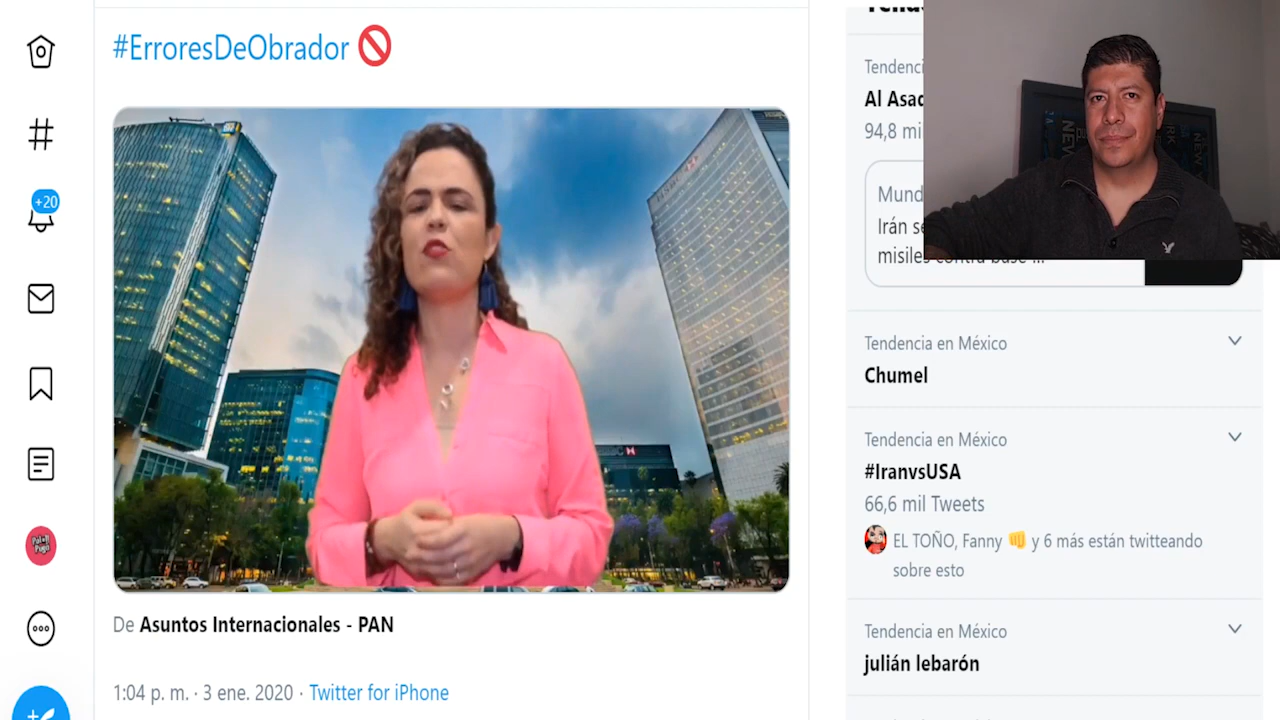 #ErroresDeObrador
+20
De Asuntos Internacionales - PAN
1:04 p. m. · 3 ene. 2020 · Twitter for iPhone
Al Asad
94,8 mi
Mund
Irán se
misiles contra base ...
Tendencia en México
Chumel
Tendencia en México
#IranvsUSA
66,6 mil Tweets
EL TOÑO, Fanny 👊 y 6 más están twitteando
sobre esto
Tendencia en México
julián lebarón